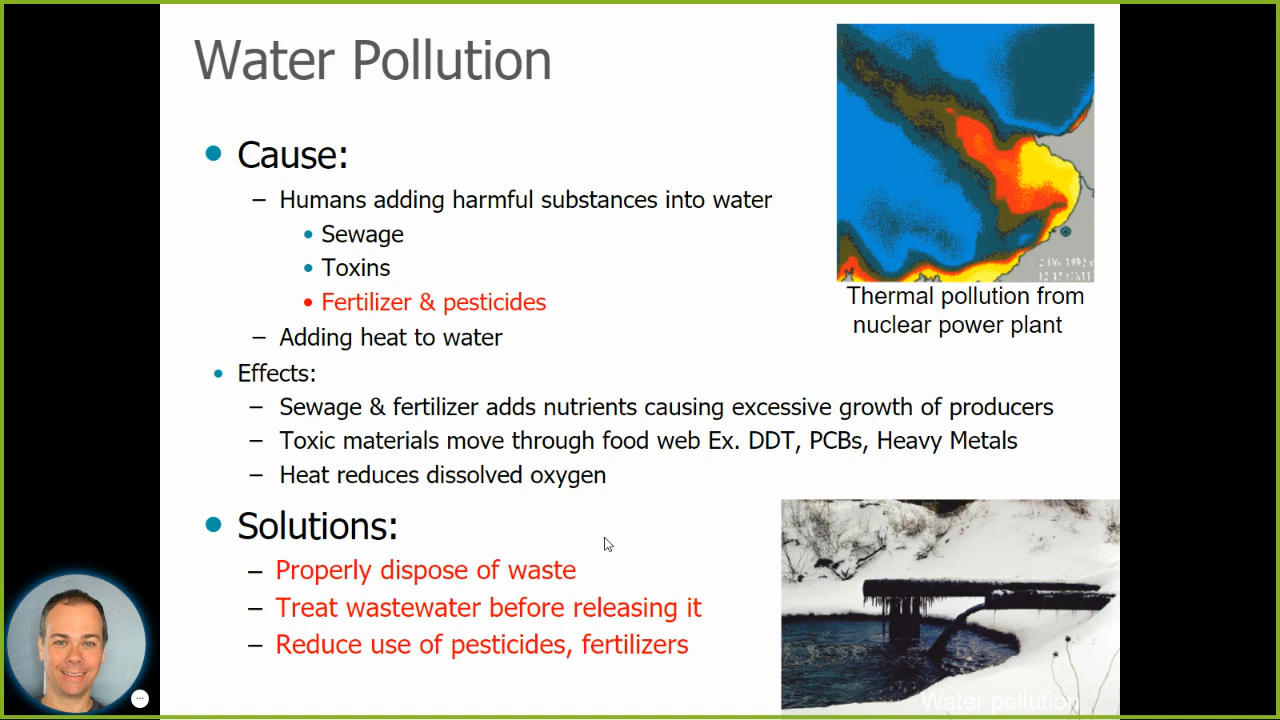 Water Pollution
Cause:
– Humans adding harmful substances into water
• Sewage
• Toxins
• Fertilizer & pesticides
– Adding heat to water
Thermal pollution from
nuclear power plant
• Effects:
– Sewage & fertilizer adds nutrients causing excessive growth of producers
– Toxic materials move through food web Ex. DDT, PCBs, Heavy Metals
– Heat reduces dissolved oxygen
• Solutions:
– Properly dispose of waste
– Treat wastewater before releasing it
– Reduce use of pesticides, fertilizers
Water pollution